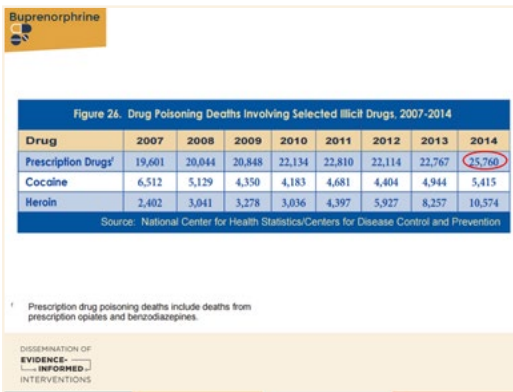 Buprenorphrine
Figure 26. Drug Poisoning Deaths Involving Selected Illicit Drugs, 2007-2014
Drug 2007 2008 2009 2010 2011 2012 2013 2014
Prescription Drugs^f 19,601 20,044 20,848 22,134 22,810 22,114 22,767 25,760
Cocaine 6,512 5,129 4,350 4,183 4,681 4,404 4,944 5,415
Heroin 2,402 3,041 3,278 3,036 4,397 5,927 8,257 10,574
Source: National Center for Health Statistics/Centers for Disease Control and Prevention
f Prescription drug poisoning deaths include deaths from
prescription opiates and benzodiazepines.
DISSEMINATION OF
EVIDENCE-
INFORMED
INTERVENTIONS